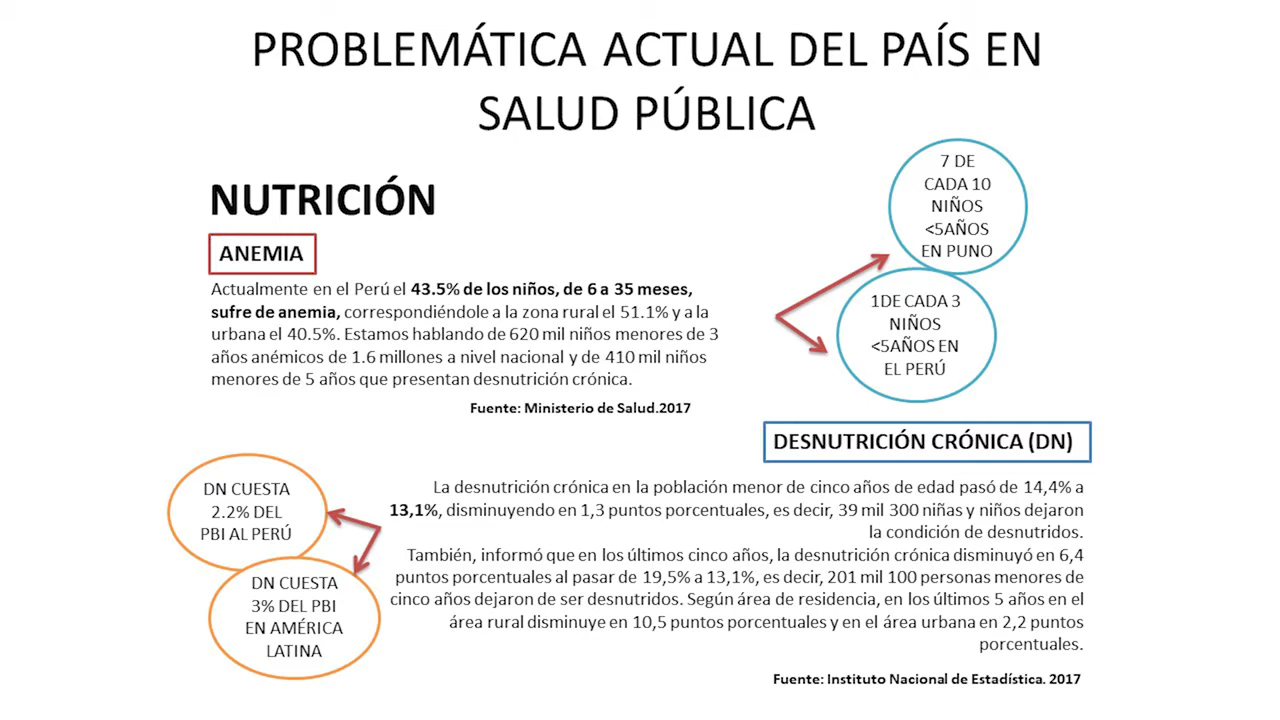 PROBLEMÁTICA ACTUAL DEL PAÍS EN
SALUD PÚBLICA
NUTRICIÓN
ANEMIA
Actualmente en el Perú el 43.5% de los niños, de 6 a 35 meses,
sufre de anemia, correspondiéndole a la zona rural el 51.1% y a la
urbana el 40.5%. Estamos hablando de 620 mil niños menores de 3
años anémicos de 1.6 millones a nivel nacional y de 410 mil niños
menores de 5 años que presentan desnutrición crónica.
Fuente: Ministerio de Salud.2017
7 DE
CADA 10
NIÑOS
<5AÑOS
EN PUNO
1DE CADA 3
NIÑOS
<5AÑOS EN
EL PERÚ
DESNUTRICIÓN CRÓNICA (DN)
La desnutrición crónica en la población menor de cinco años de edad pasó de 14,4% a
13,1%, disminuyendo en 1,3 puntos porcentuales, es decir, 39 mil 300 niñas y niños dejaron
la condición de desnutridos.
También, informó que en los últimos cinco años, la desnutrición crónica disminuyó en 6,4
puntos porcentuales al pasar de 19,5% a 13,1%, es decir, 201 mil 100 personas menores de
cinco años dejaron de ser desnutridos. Según área de residencia, en los últimos 5 años en el
área rural disminuye en 10,5 puntos porcentuales y en el área urbana en 2,2 puntos
porcentuales.
Fuente: Instituto Nacional de Estadística. 2017
DN CUESTA
2.2% DEL
PBI AL PERÚ
DN CUESTA
3% DEL PBI
EN AMÉRICA
LATINA